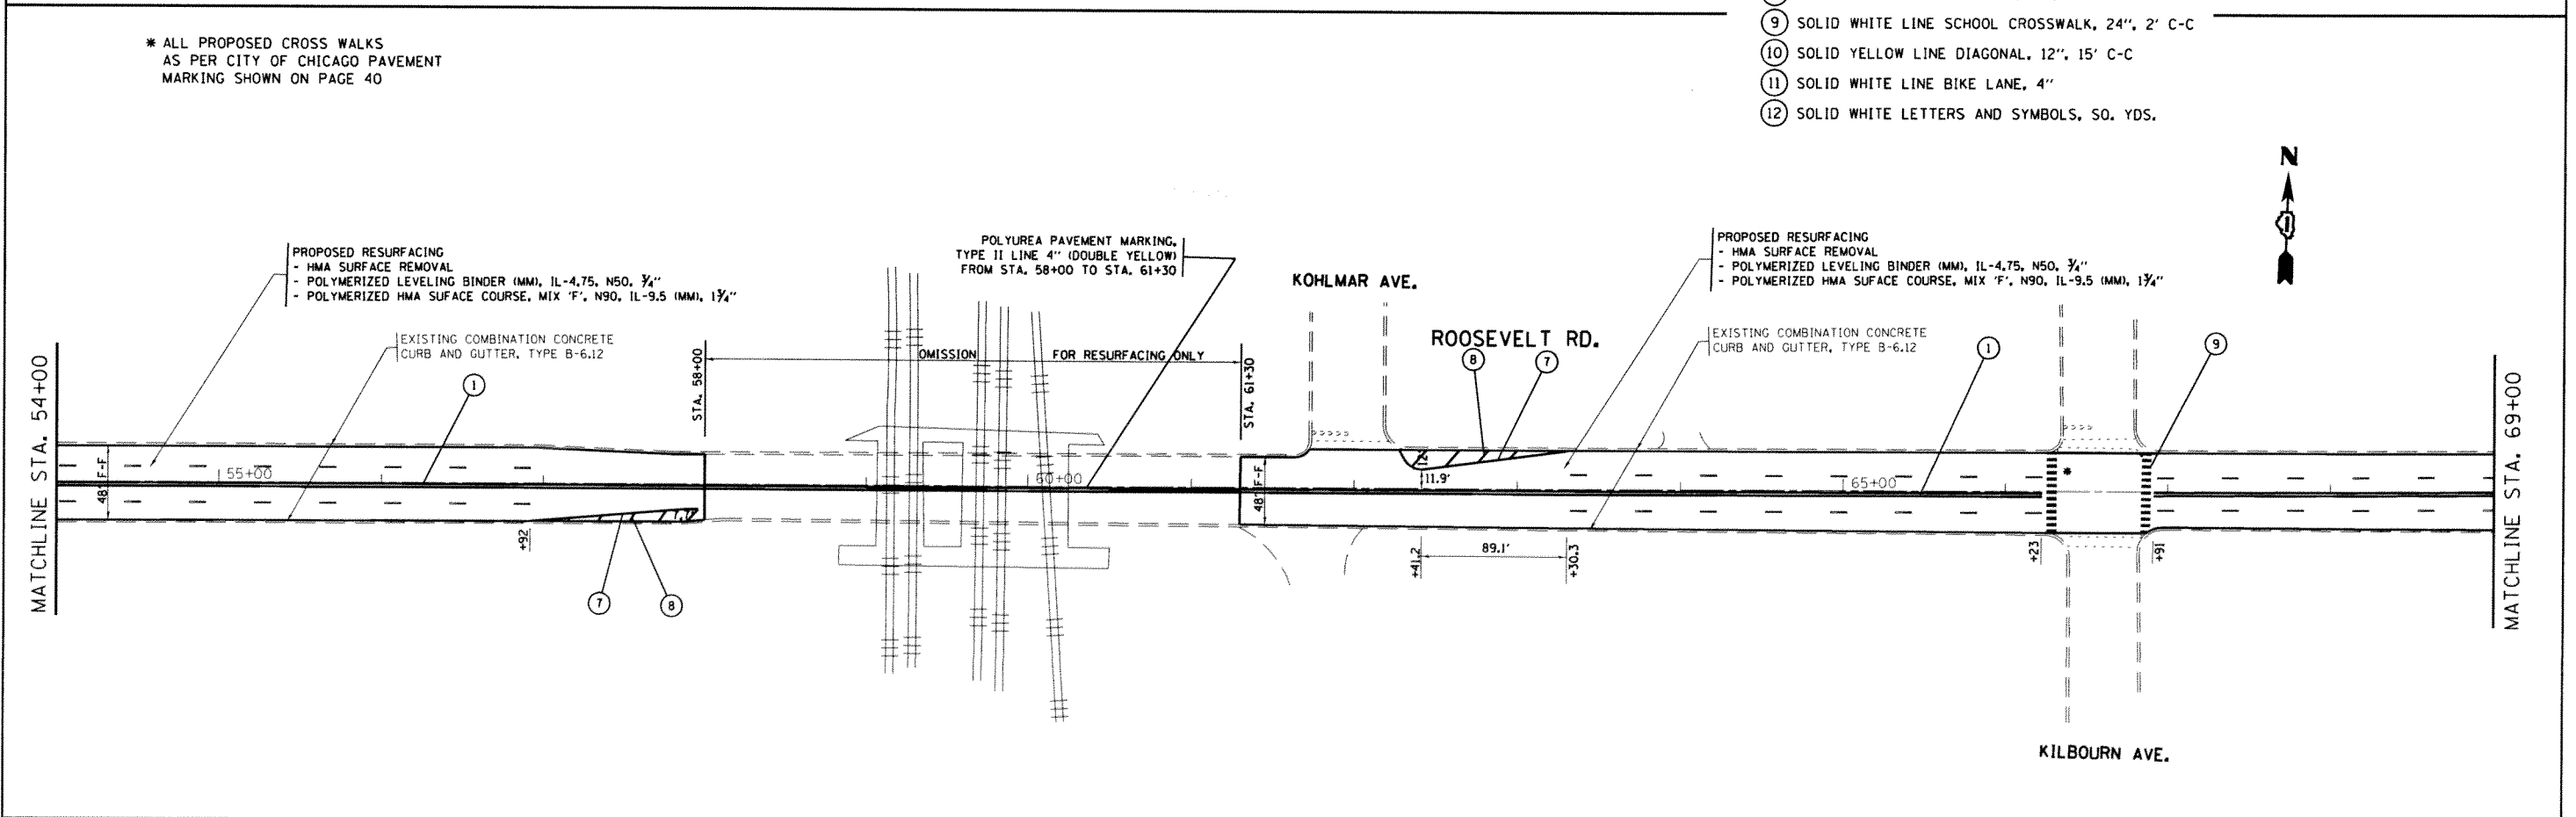 9 SOLID WHITE LINE SCHOOL CROSSWALK, 24", 2' C-C
10 SOLID YELLOW LINE DIAGONAL, 12", 15' C-C
11 SOLID WHITE LINE BIKE LANE, 4"
12 SOLID WHITE LETTERS AND SYMBOLS, SQ. YDS.
* ALL PROPOSED CROSS WALKS
AS PER CITY OF CHICAGO PAVEMENT
MARKING SHOWN ON PAGE 40
N
1
PROPOSED RESURFACING
- HMA SURFACE REMOVAL
- POLYMERIZED LEVELING BINDER (MM), IL-4.75, N50, 3/4"
- POLYMERIZED HMA SUFACE COURSE, MIX 'F', N90, IL-9.5 (MM), 1 3/4"
EXISTING COMBINATION CONCRETE
CURB AND GUTTER, TYPE B-6.12
1
POLYUREA PAVEMENT MARKING,
TYPE II LINE 4" (DOUBLE YELLOW)
FROM STA. 58+00 TO STA. 61+30
STA. 58+00
OMISSION FOR RESURFACING ONLY
STA. 61+30
KOHLMAR AVE.
ROOSEVELT RD.
8
7
PROPOSED RESURFACING
- HMA SURFACE REMOVAL
- POLYMERIZED LEVELING BINDER (MM), IL-4.75, N50, 3/4"
- POLYMERIZED HMA SUFACE COURSE, MIX 'F', N90, IL-9.5 (MM), 1 3/4"
EXISTING COMBINATION CONCRETE
CURB AND GUTTER, TYPE B-6.12
1
9
MATCHLINE STA. 54+00
48' F-F
55+00
60+00
48' F-F
12'
11.9'
65+00
*
MATCHLINE STA. 69+00
+92
7
8
+41.2
89.1'
+30.3
+23
+91
KILBOURN AVE.